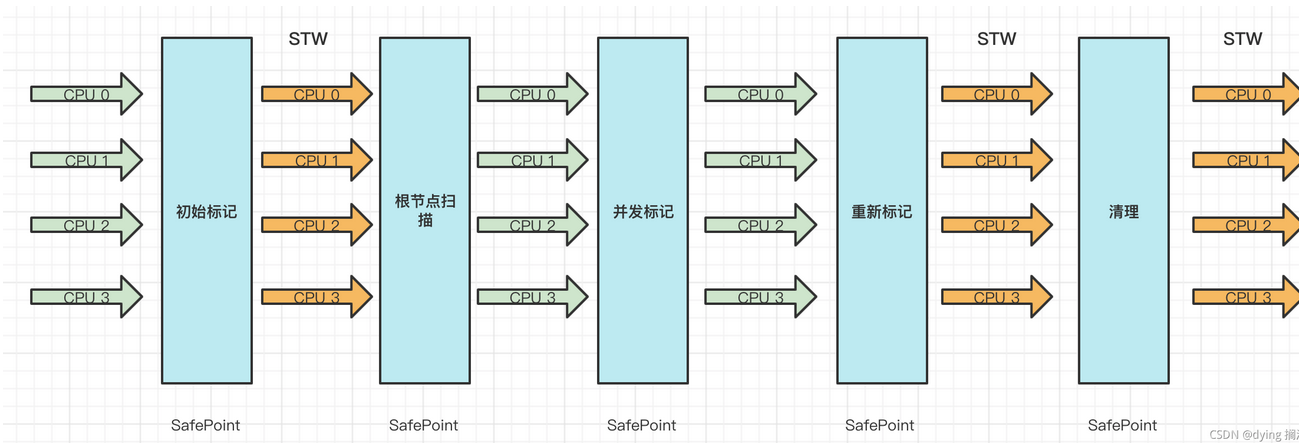 STW
STW
STW
CPU 0
CPU 0
CPU 0
CPU 0
CPU 0
CPU 0
CPU 1
CPU 1
CPU 1
CPU 1
CPU 1
CPU 1
初始标记
根节点扫
描
并发标记
重新标记
清理
CPU 2
CPU 2
CPU 2
CPU 2
CPU 2
CPU 2
CPU 3
CPU 3
CPU 3
CPU 3
CPU 3
CPU 3
SafePoint
SafePoint
SafePoint
SafePoint
SafePoint
CSDN @dying 搁